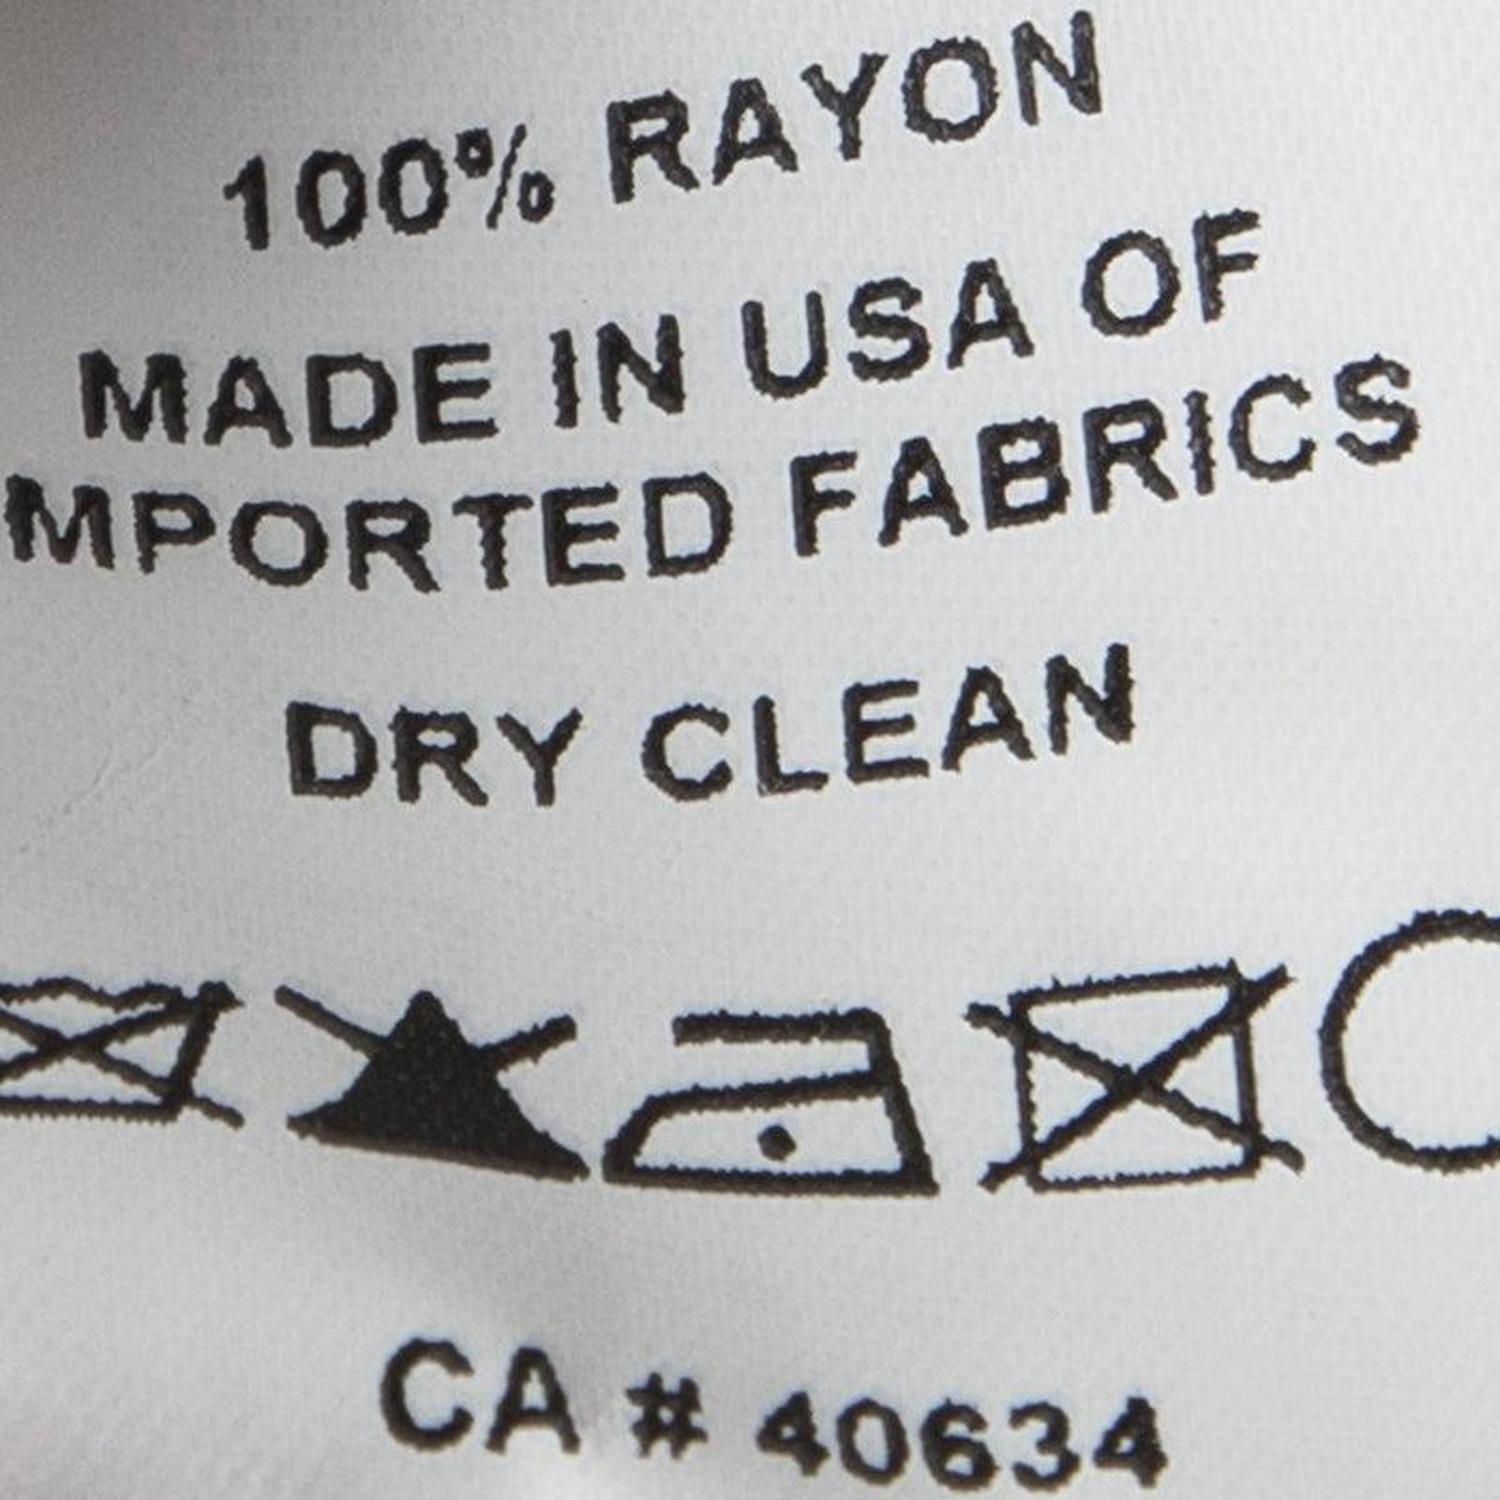 100% RAYON
MADE IN USA OF
MPORTED FABRICS
DRY CLEAN
CA # 40634